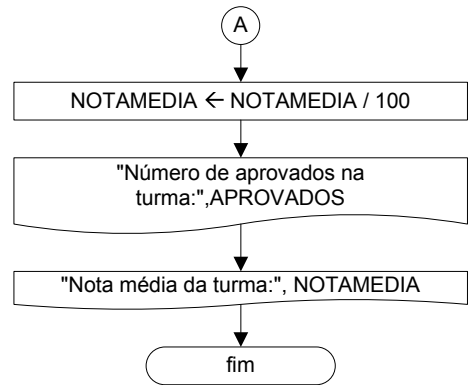 A
NOTAMEDIA ← NOTAMEDIA / 100
"Número de aprovados na
turma:",APROVADOS
"Nota média da turma:", NOTAMEDIA
fim